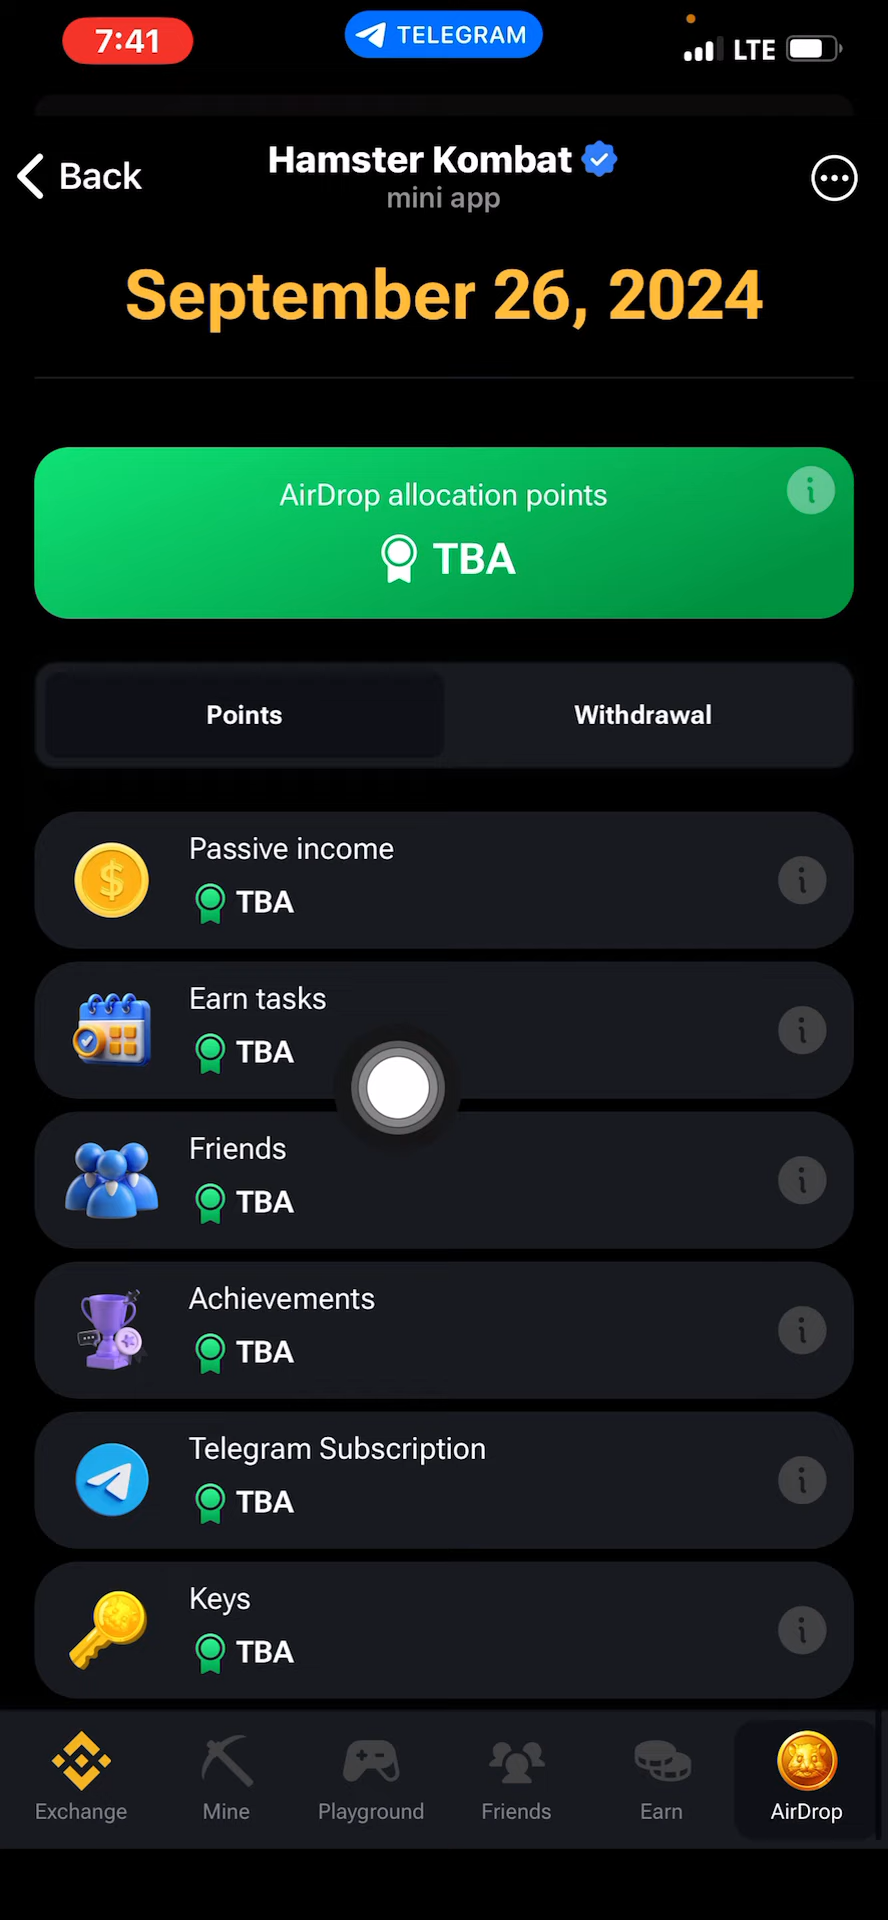 7:41
TELEGRAM
LTE
Back
Hamster Kombat
mini app
September 26, 2024
AirDrop allocation points
TBA
Points
Withdrawal
Passive income
TBA
Earn tasks
TBA
Friends
TBA
Achievements
TBA
Telegram Subscription
TBA
Keys
TBA
Exchange
Mine
Playground
Friends
Earn
AirDrop